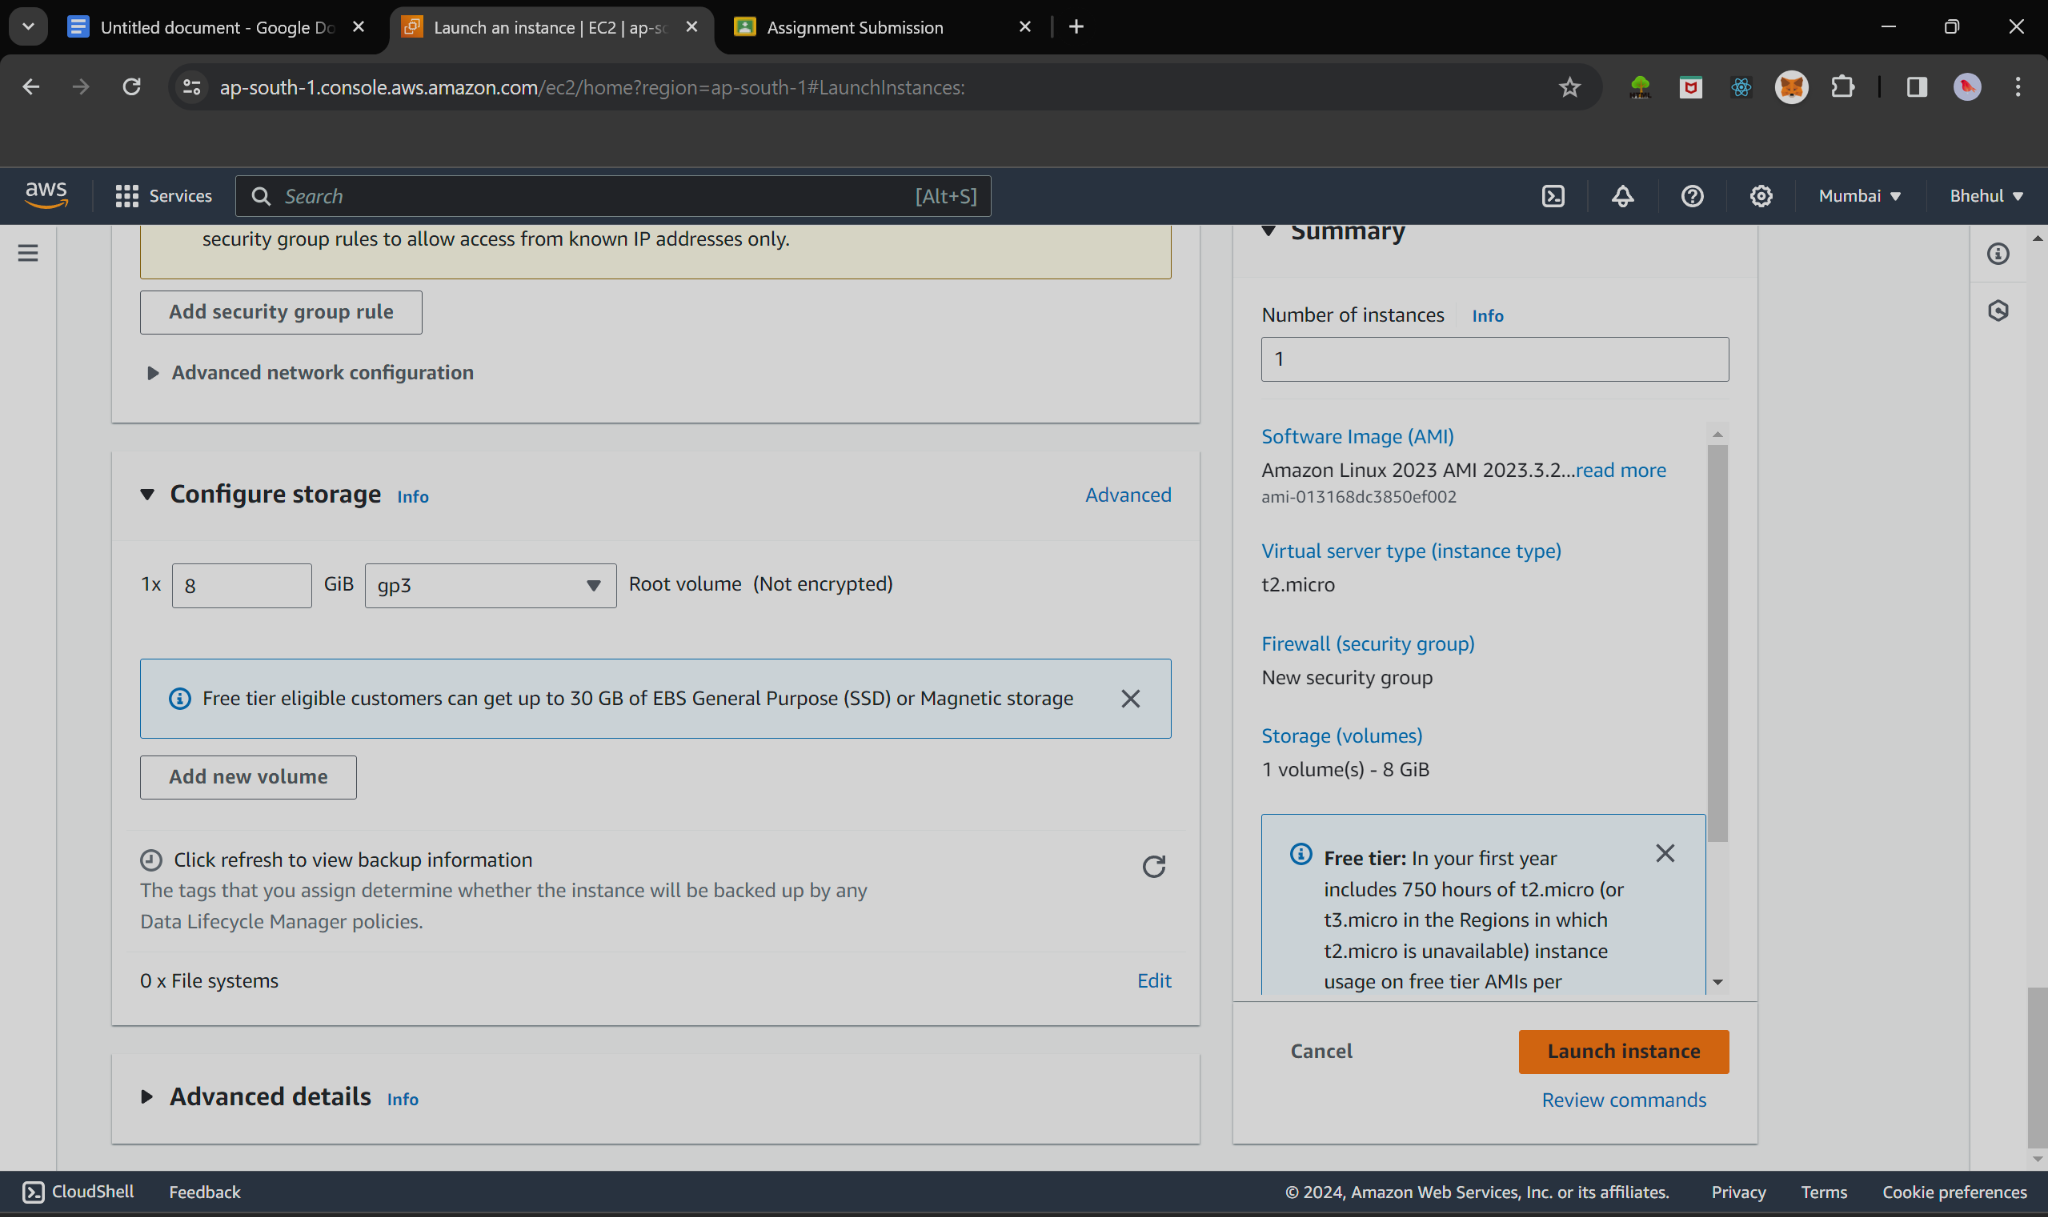 Untitled document - Google Do
Launch an instance | EC2 | ap-so
Assignment Submission
ap-south-1.console.aws.amazon.com/ec2/home?region=ap-south-1#LaunchInstances:
aws
Services
Search
[Alt+S]
Mumbai
Bhehul
security group rules to allow access from known IP addresses only.
Add security group rule
Advanced network configuration
Configure storage Info
Advanced
1x 8 GiB gp3 Root volume (Not encrypted)
Free tier eligible customers can get up to 30 GB of EBS General Purpose (SSD) or Magnetic storage
Add new volume
Click refresh to view backup information
The tags that you assign determine whether the instance will be backed up by any
Data Lifecycle Manager policies.
0 x File systems
Edit
Advanced details Info
Summary
Number of instances Info
1
Software Image (AMI)
Amazon Linux 2023 AMI 2023.3.2...read more
ami-013168dc3850ef002
Virtual server type (instance type)
t2.micro
Firewall (security group)
New security group
Storage (volumes)
1 volume(s) - 8 GiB
Free tier: In your first year
includes 750 hours of t2.micro (or
t3.micro in the Regions in which
t2.micro is unavailable) instance
usage on free tier AMIs per
Cancel
Launch instance
Review commands
CloudShell
Feedback
© 2024, Amazon Web Services, Inc. or its affiliates.
Privacy
Terms
Cookie preferences